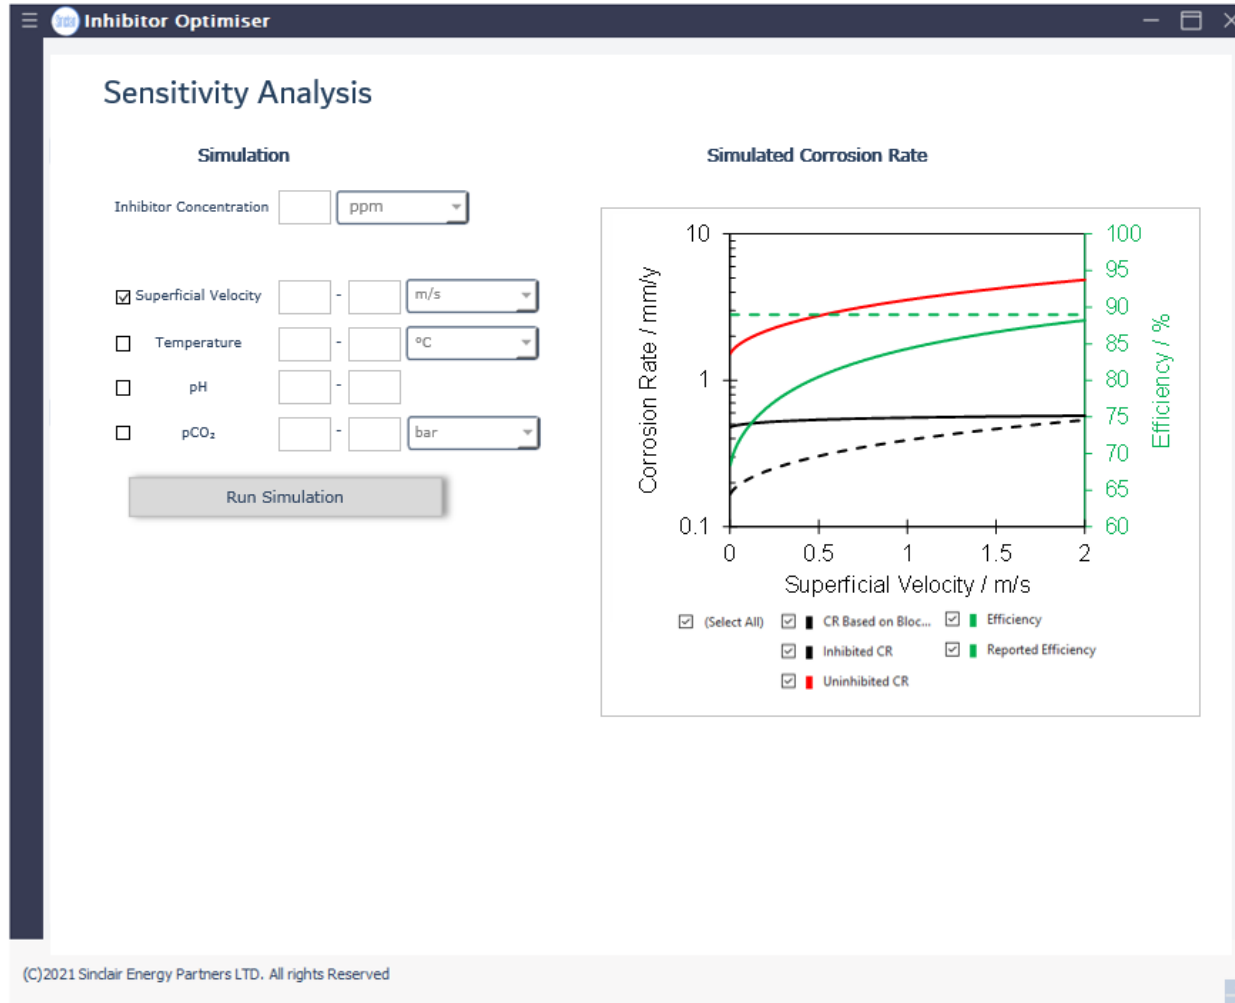 Inhibitor Optimiser
Sensitivity Analysis
Simulation
Inhibitor Concentration ppm
Superficial Velocity - m/s
Temperature - °C
pH -
pCO₂ - bar
Run Simulation
Simulated Corrosion Rate
Corrosion Rate / mm/y
10
1
0.1
100
95
90
85
80
75
70
65
60
Efficiency / %
0 0.5 1 1.5 2
Superficial Velocity / m/s
(Select All) CR Based on Bloc... Efficiency
Inhibited CR Reported Efficiency
Uninhibited CR
(C)2021 Sinclair Energy Partners LTD. All rights Reserved